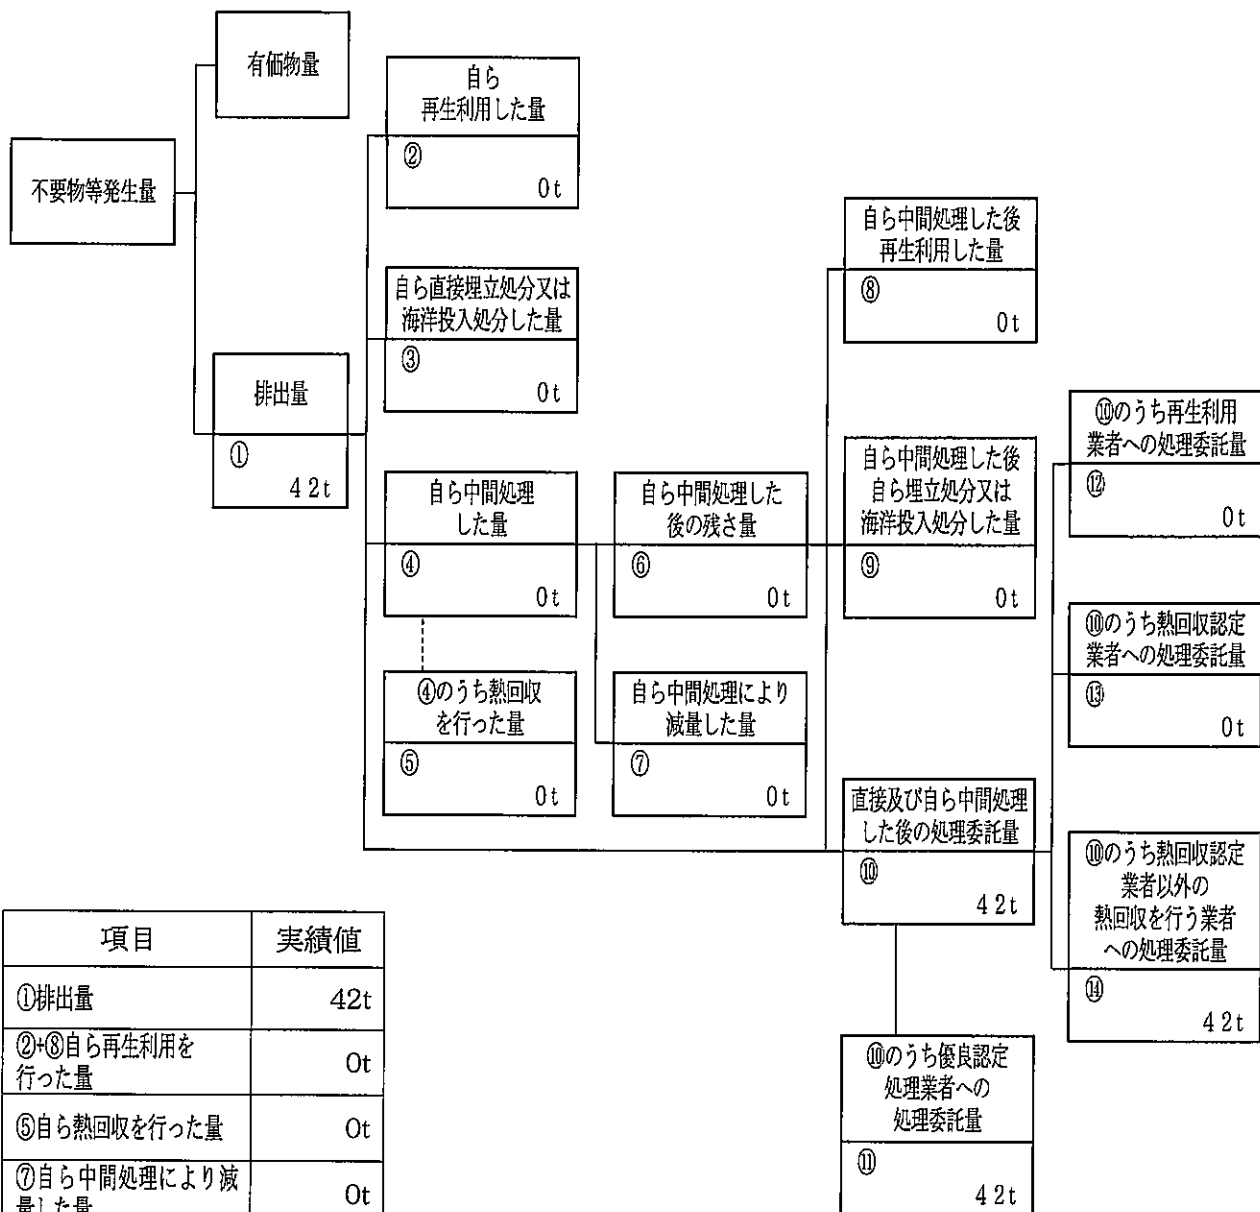 有価物量
不要物等発生量
排出量
①
42t
自ら
再生利用した量
②
0t
自ら直接埋立処分又は
海洋投入処分した量
③
0t
自ら中間処理
した量
④
0t
④のうち熱回収
を行った量
⑤
0t
自ら中間処理した
後の残さ量
⑥
0t
自ら中間処理により
減量した量
⑦
0t
自ら中間処理した後
再生利用した量
⑧
0t
自ら中間処理した後
自ら埋立処分又は
海洋投入処分した量
⑨
0t
直接及び自ら中間処理
した後の処理委託量
⑩
42t
⑩のうち優良認定
処理業者への
処理委託量
⑪
42t
⑩のうち再生利用
業者への処理委託量
⑫
0t
⑩のうち熱回収認定
業者への処理委託量
⑬
0t
⑩のうち熱回収認定
業者以外の
熱回収を行う業者
への処理委託量
⑭
42t
項目 実績値
①排出量 42t
②+⑧自ら再生利用を
行った量 0t
⑤自ら熱回収を行った量 0t
⑦自ら中間処理により減
量した量 0t